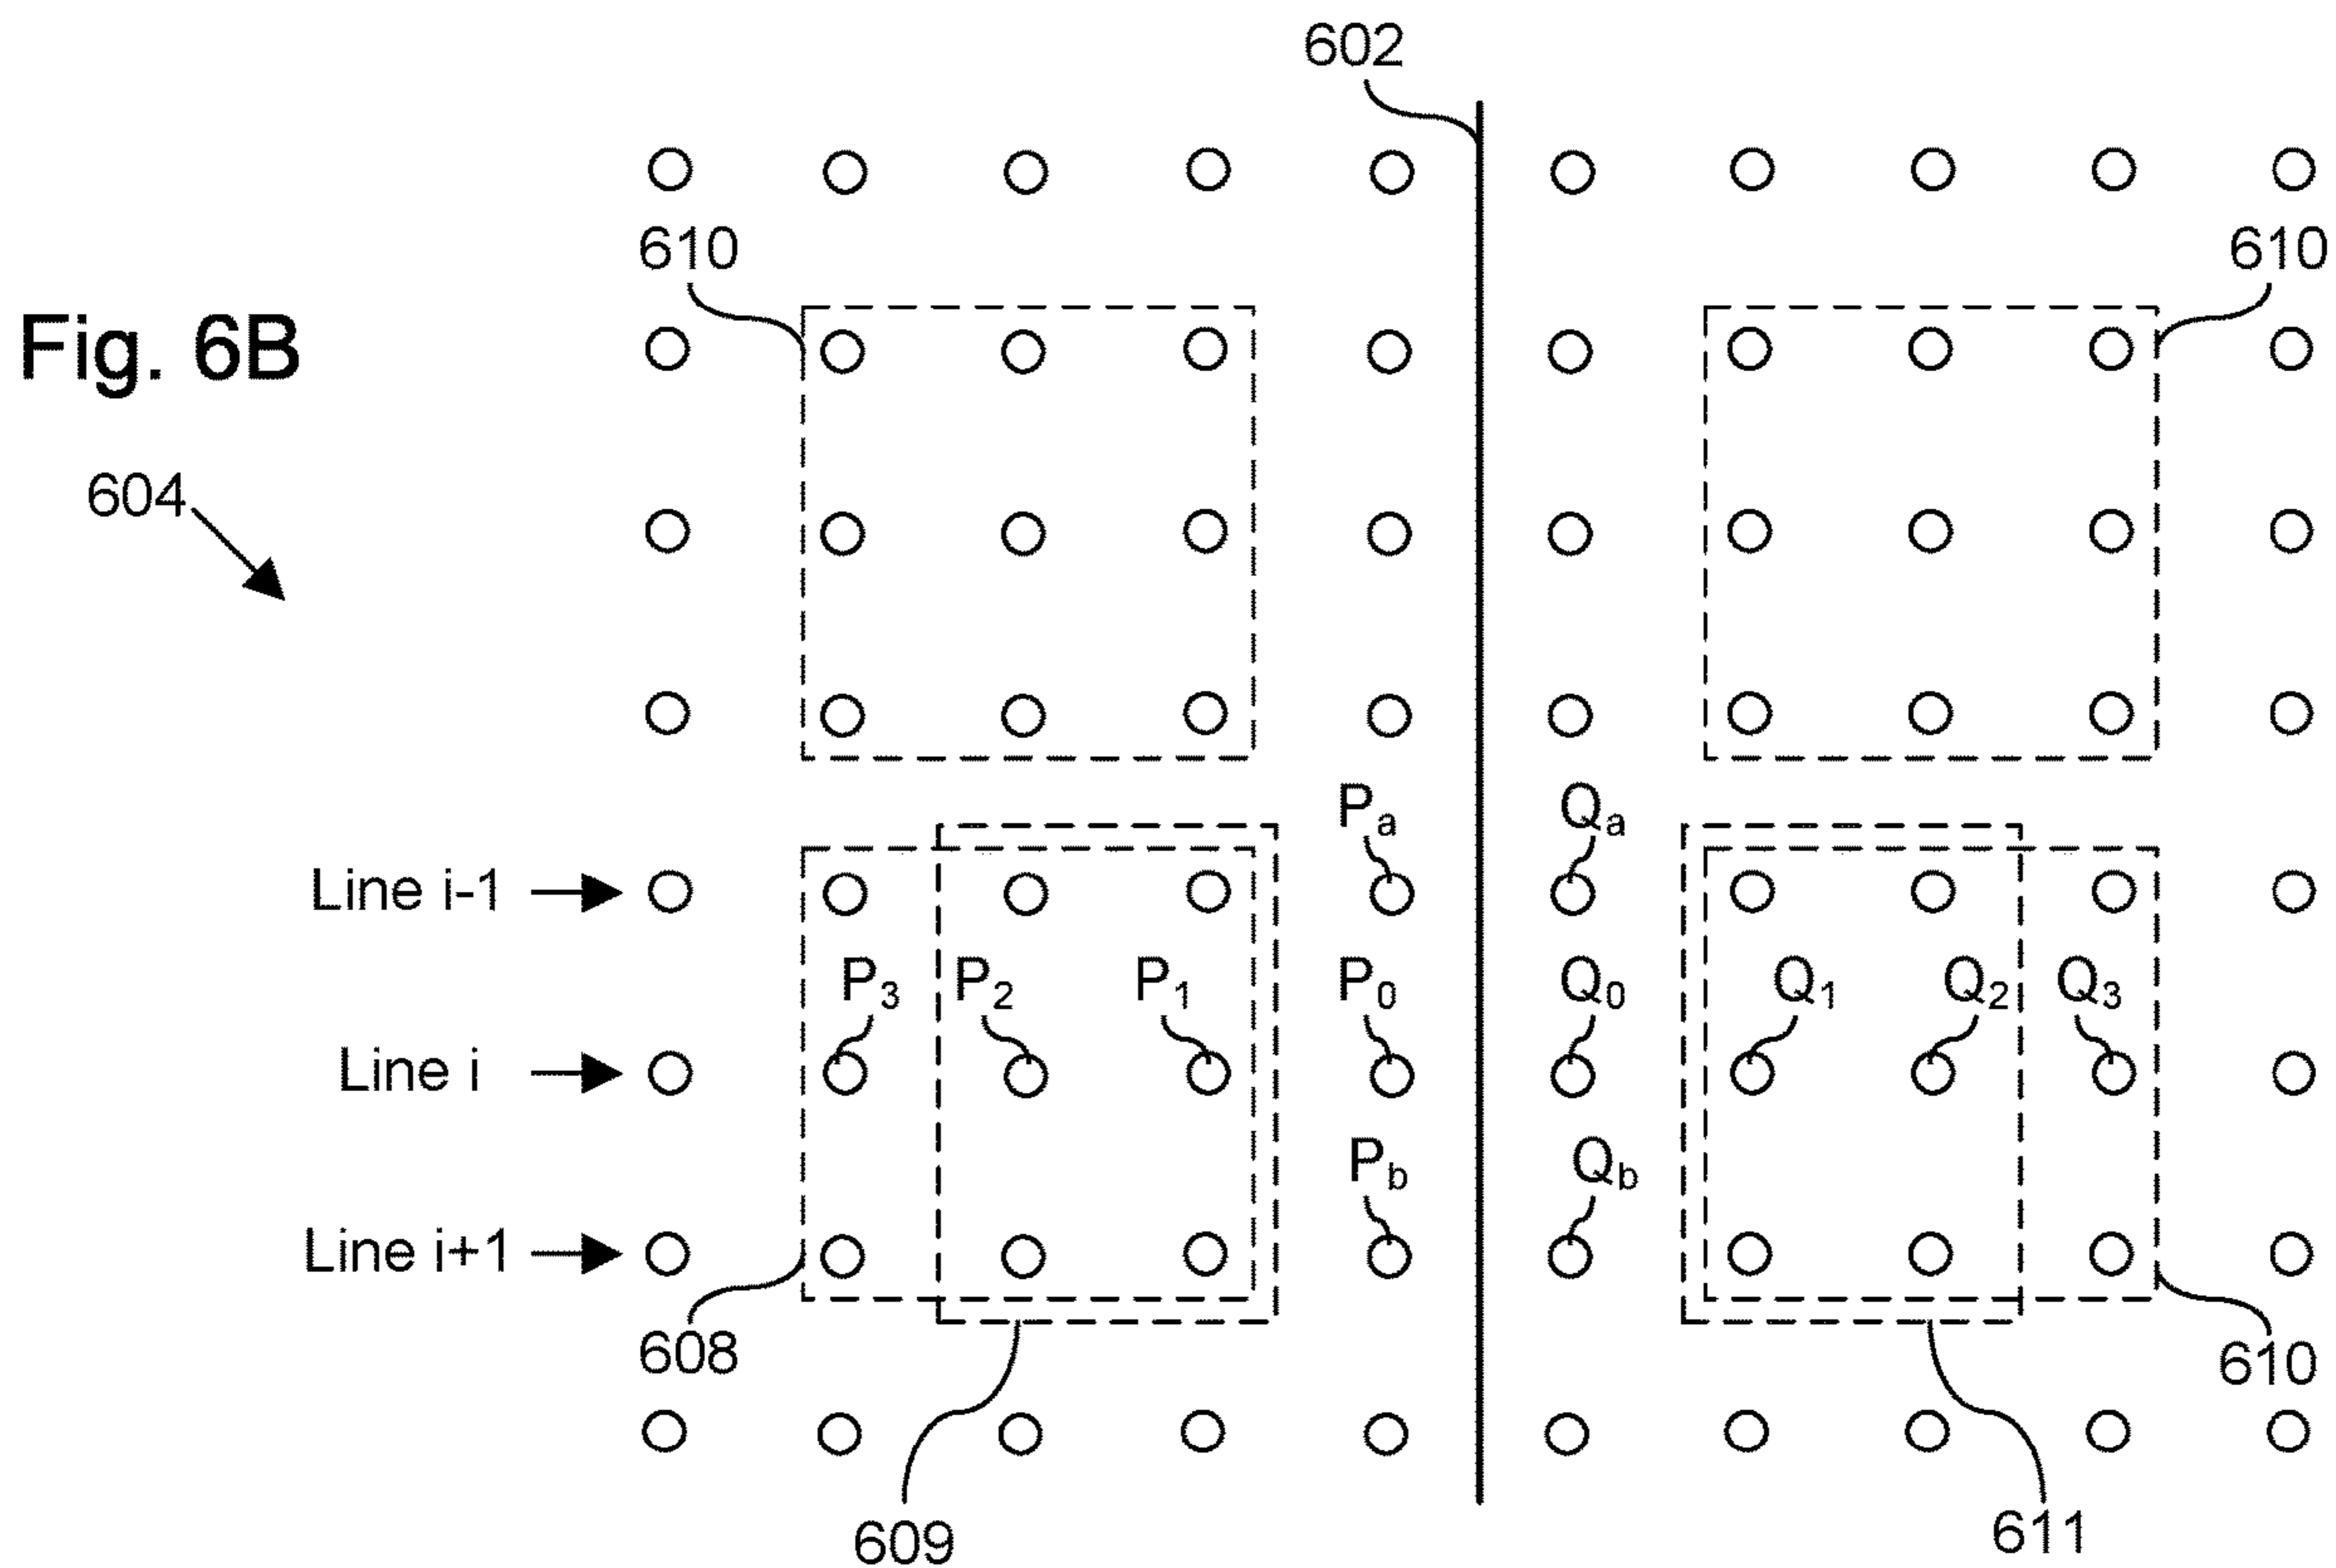 602
610 610
Fig. 6B
604
Pa Qa
Line i-1
P3 P2 P1 P0 Q0 Q1 Q2 Q3
Line i
Pb Qb
Line i+1
608 610
609 611